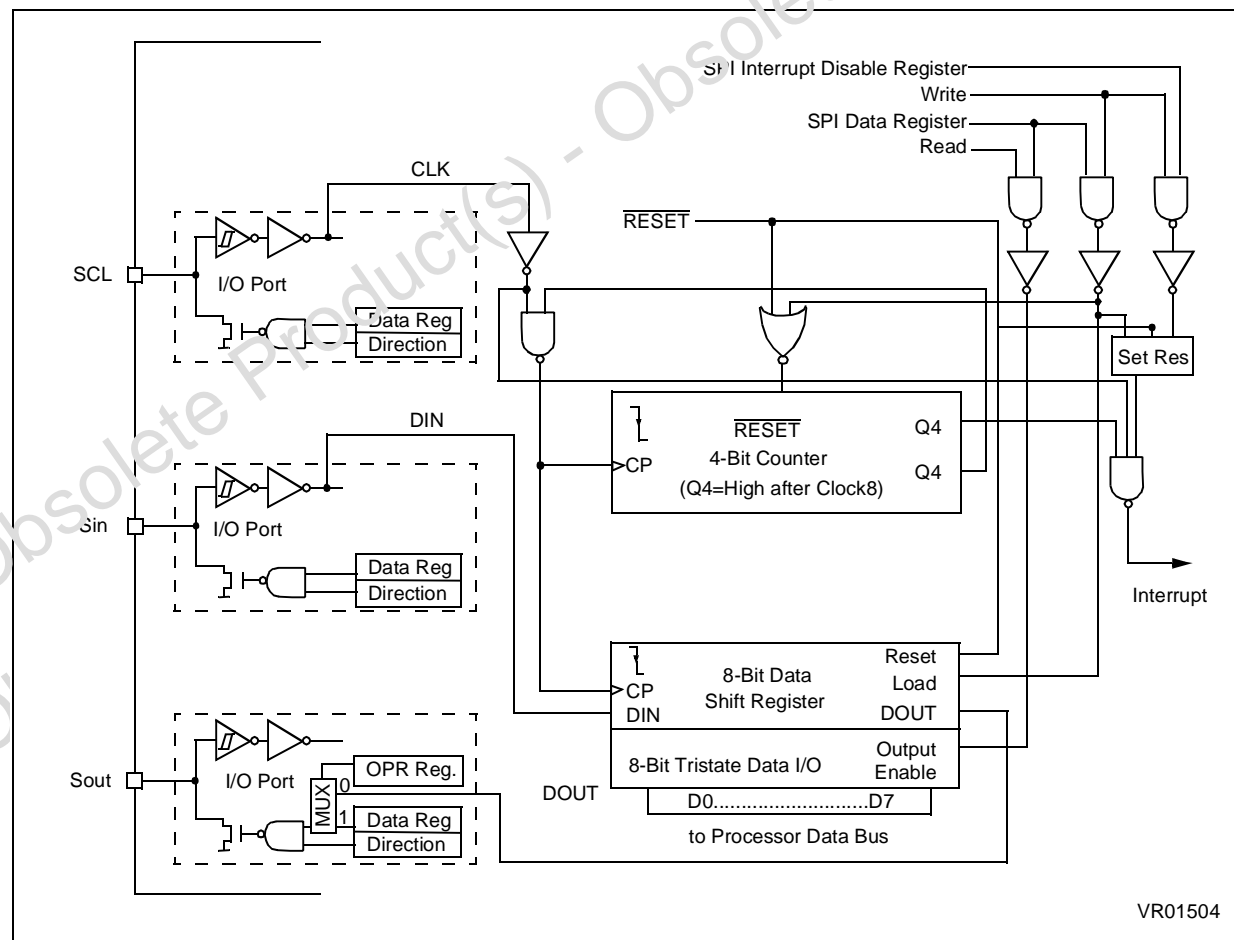 Obsolete Product(s) - Obsol
SPI Interrupt Disable Register
Write
SPI Data Register
Read
CLK
RESET
SCL
I/O Port
Data Reg
Direction
Set Res
DIN
RESET
Q4
CP
4-Bit Counter
Q4
(Q4=High after Clock8)
Sin
I/O Port
Data Reg
Direction
Interrupt
Reset
8-Bit Data
Load
CP
Shift Register
DIN
DOUT
OPR Reg.
Output
Sout
I/O Port
MUX
0
8-Bit Tristate Data I/O
Enable
DOUT
1
Data Reg
D0............................D7
Direction
to Processor Data Bus
VR01504